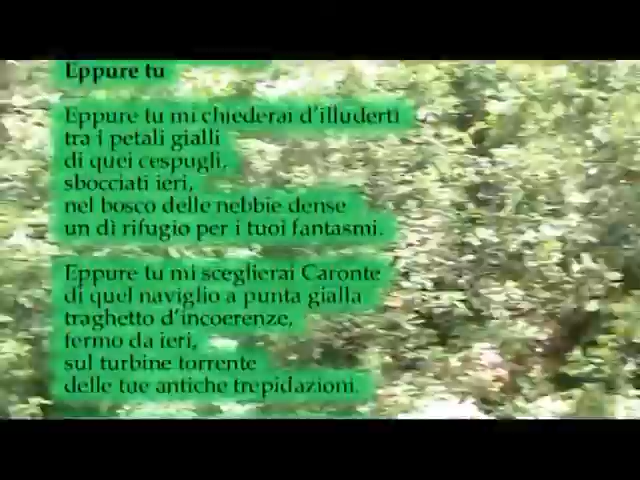 Eppure tu
Eppure tu mi chiederai d'illuderti
tra i petali gialli
di quei cespugli,
sbocciati ieri,
nel bosco delle nebbie dense
un dì rifugio per i tuoi fantasmi.
Eppure tu mi sceglierai Caronte
di quel naviglio a punta gialla
traghetto d'incoerenze,
fermo da ieri,
sul turbine torrente
delle tue antiche trepidazioni.